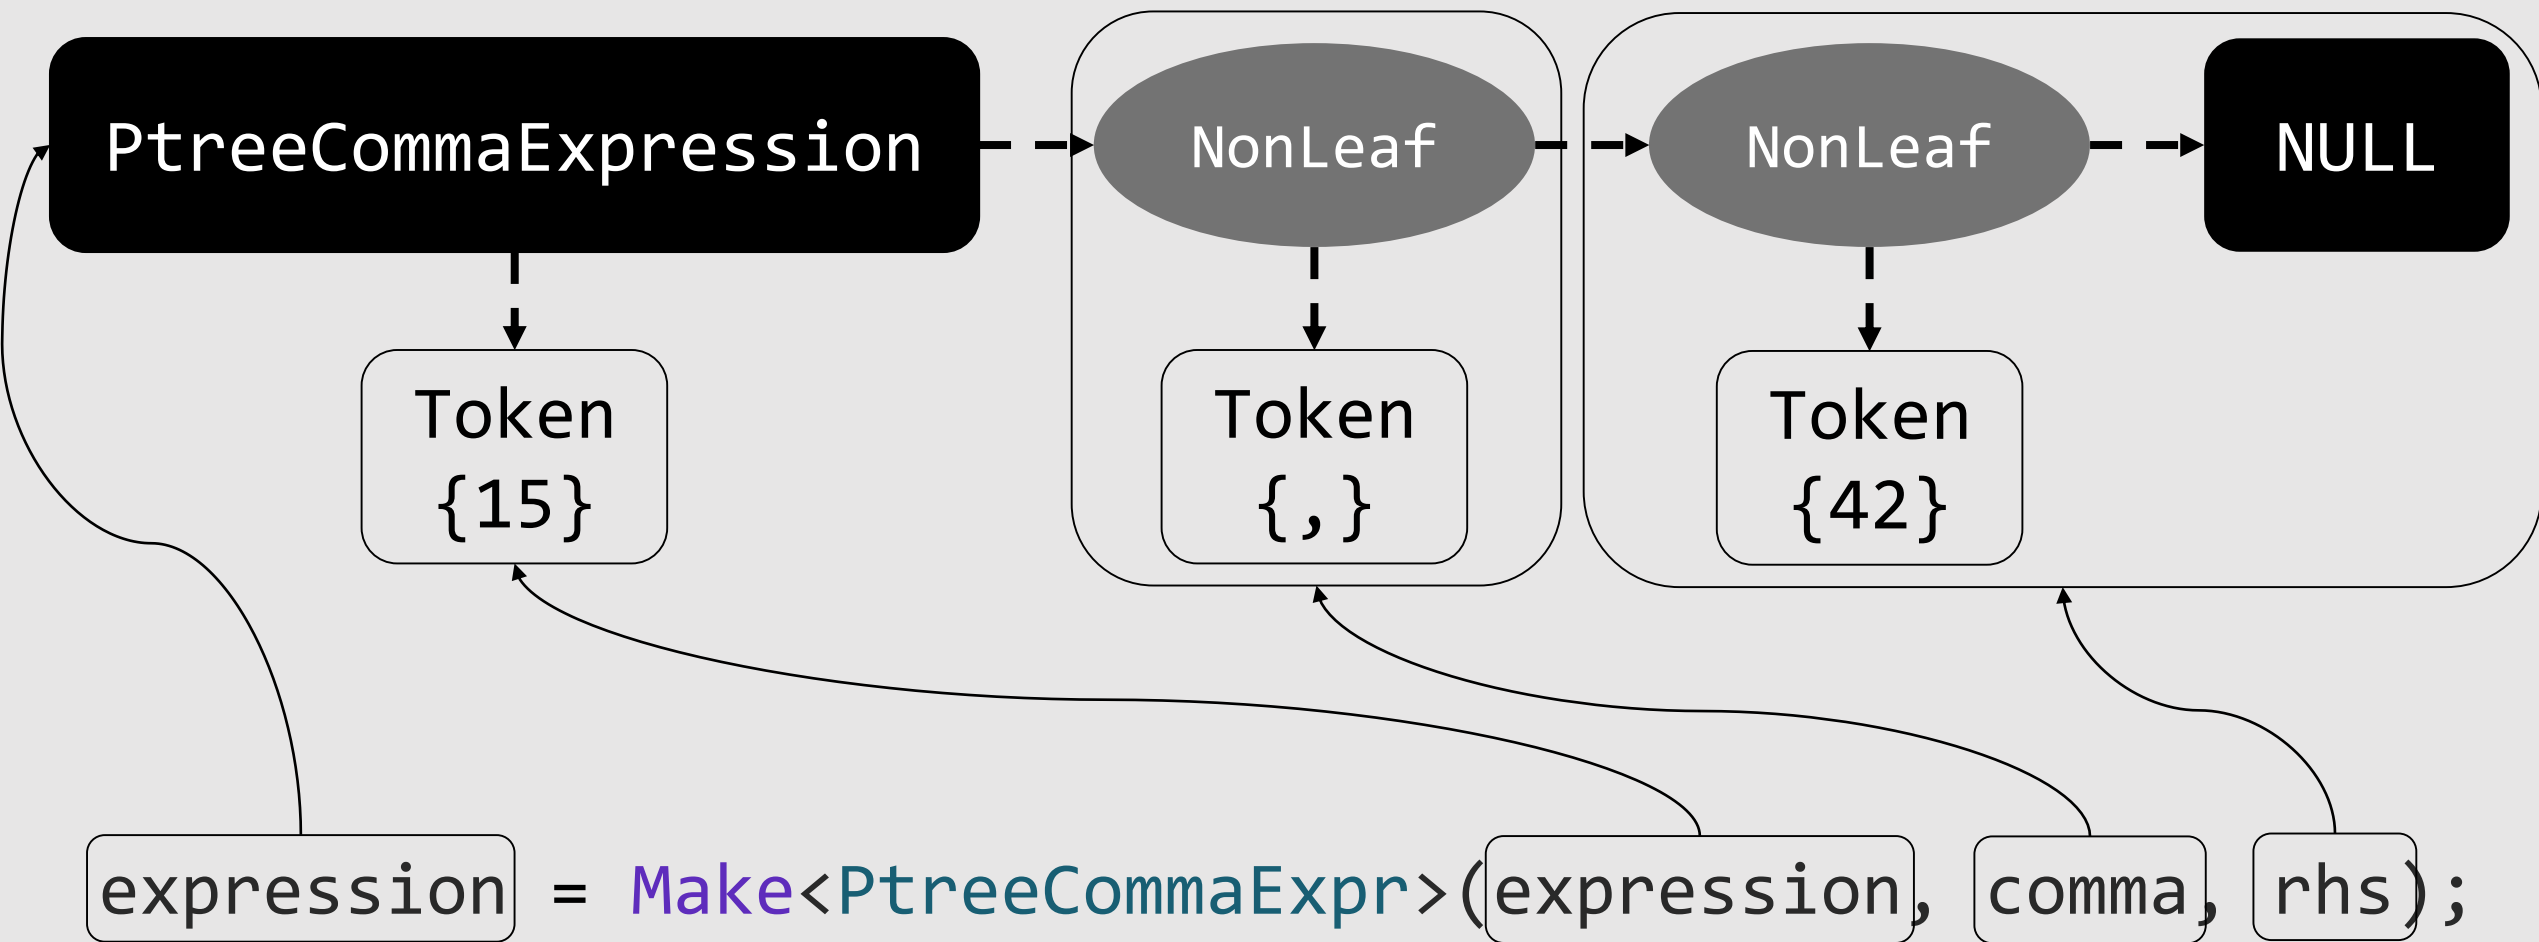 PtreeCommaExpression
NonLeaf
NonLeaf
NULL
Token
{15}
Token
{,}
Token
{42}
expression = Make<PtreeCommaExpr>(expression, comma, rhs);